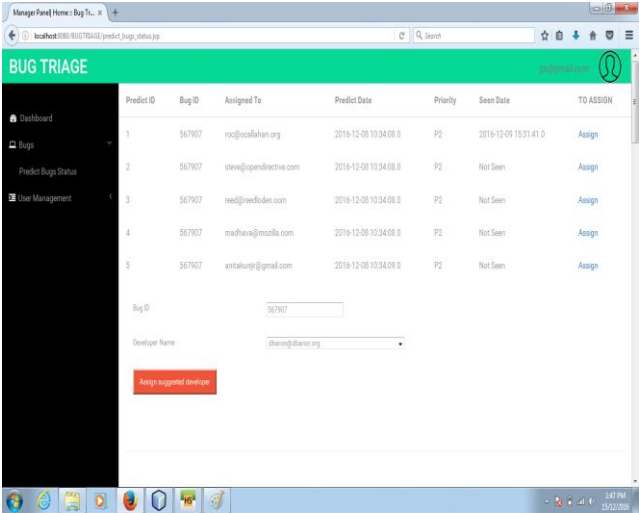 Manager Panel| Home :: Bug Tr...
localhost:8080/BUGTRIAGE/predict_bugs_status.jsp
Search
BUG TRIAGE
Dashboard
Bugs
Predict Bugs Status
User Management
Predict ID Bug ID Assigned To Predict Date Priority Seen Date TO ASSIGN
1 567907 roc@ocallahan.org 2016-12-08 10:34:08.0 P2 2016-12-09 15:31:41.0 Assign
2 567907 steve@opendirective.com 2016-12-08 10:34:08.0 P2 Not Seen Assign
3 567907 reed@reedloden.com 2016-12-08 10:34:08.0 P2 Not Seen Assign
4 567907 madhava@mozilla.com 2016-12-08 10:34:08.0 P2 Not Seen Assign
5 567907 anitakunjir@gmail.com 2016-12-08 10:34:09.0 P2 Not Seen Assign
Bug ID 567907
Developer Name dbaron@dbaron.org
Assign suggested developer
1:47 PM
15/12/2016